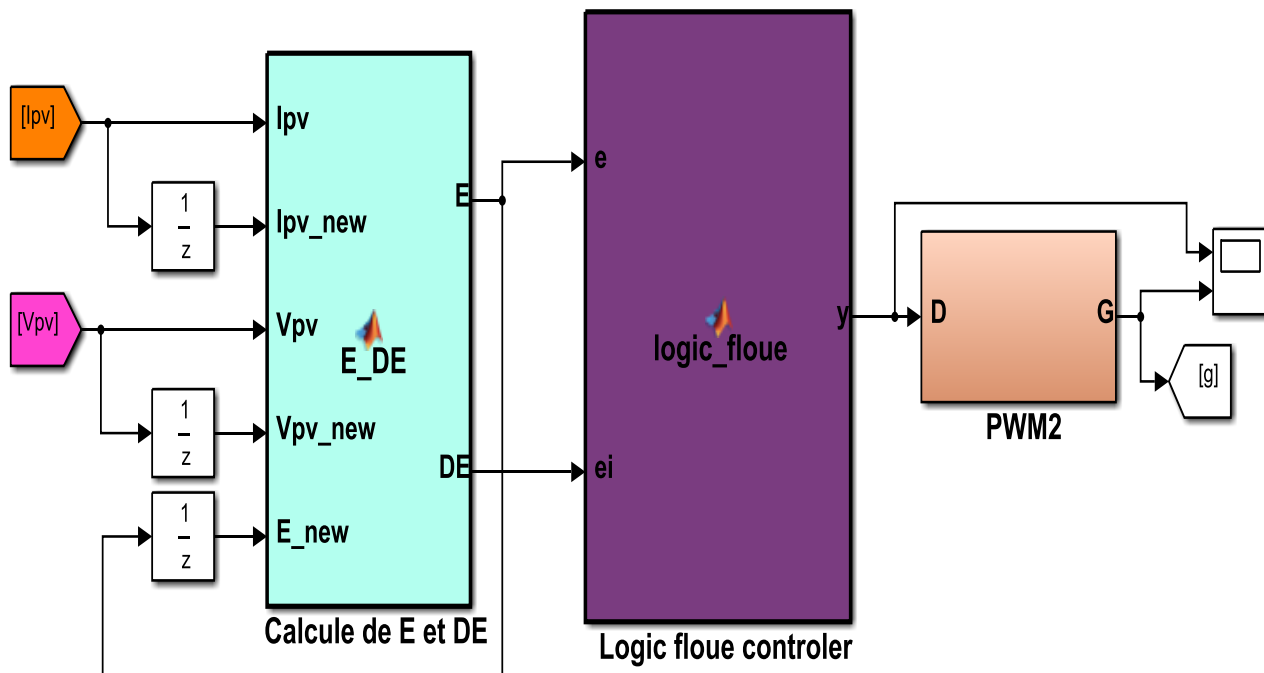 [Ipv]
Ipv
1
z
Ipv_new
E
e
[Vpv]
Vpv
E_DE
1
z
Vpv_new
DE
1
z
E_new
Calcule de E et DE
logic_floue
y
ei
Logic floue controler
D
G
PWM2
[g]